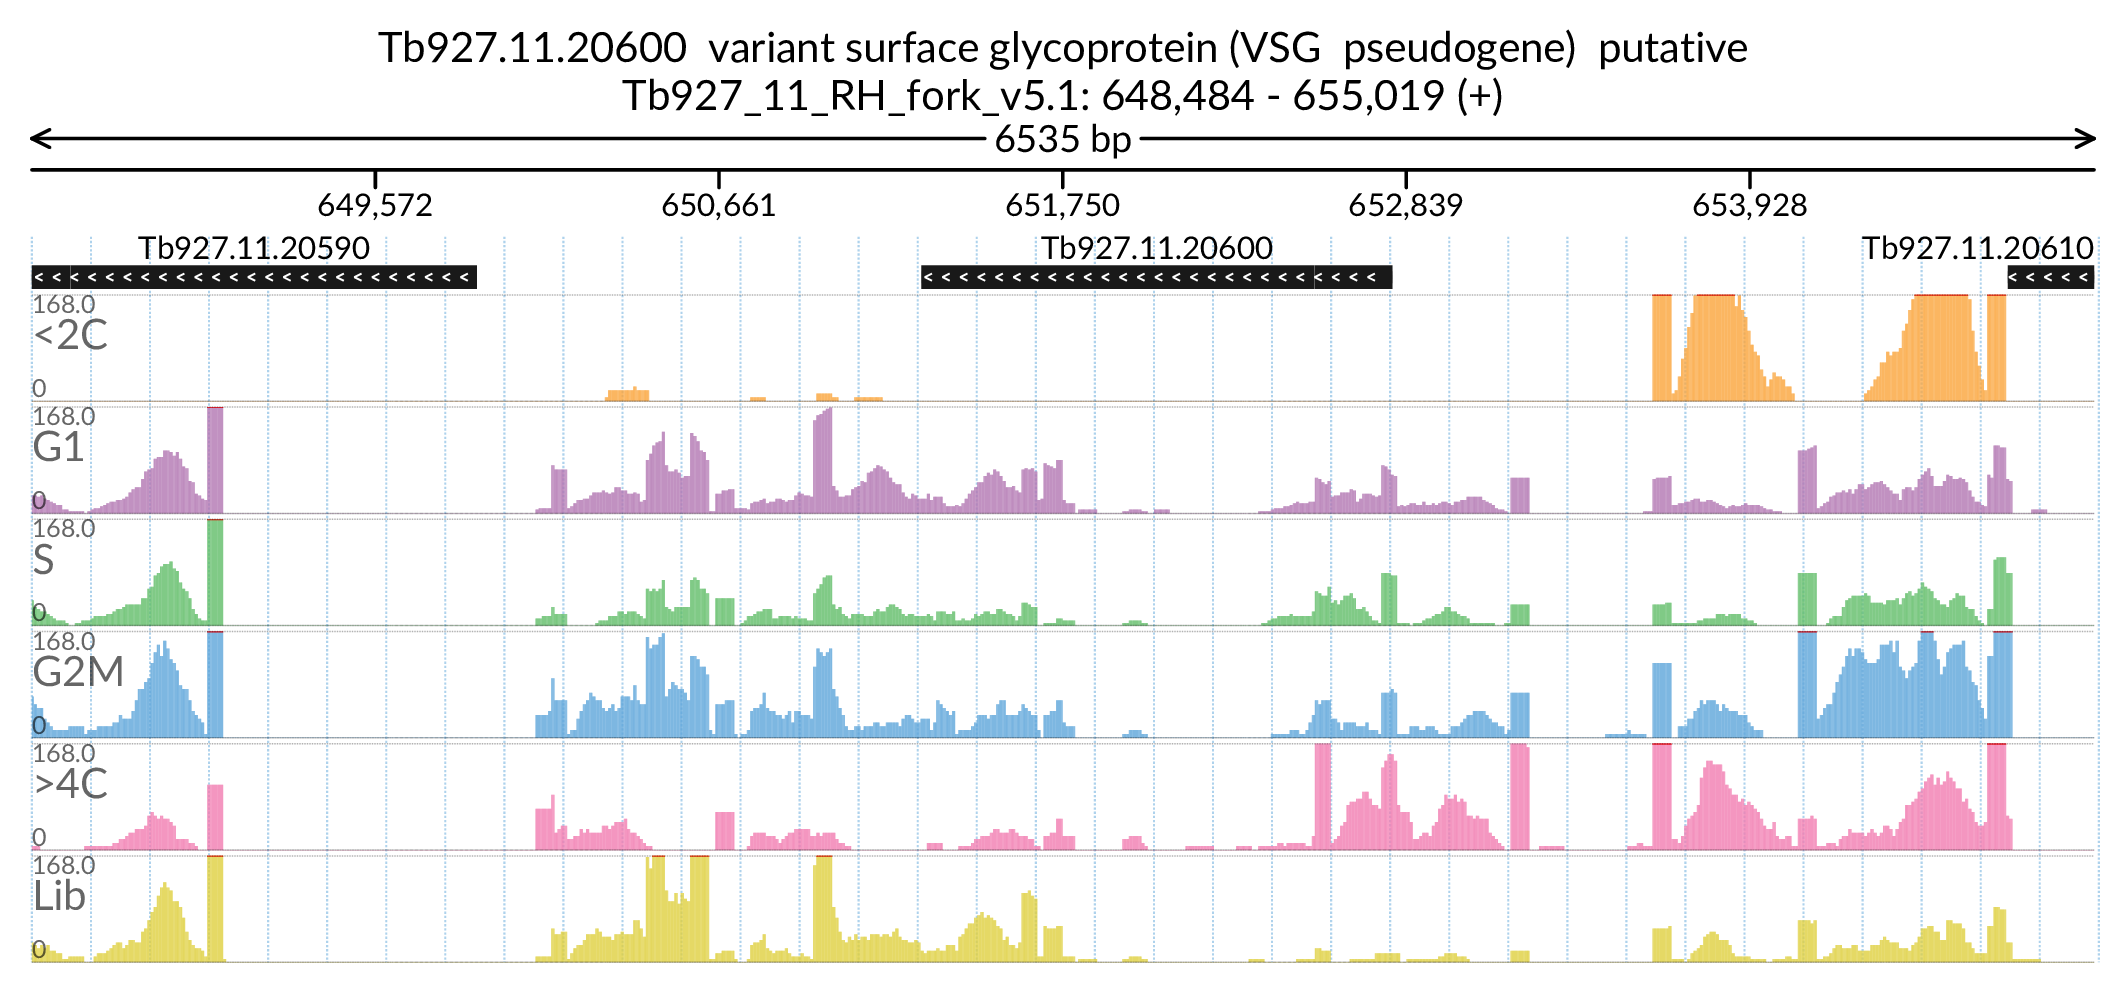 Tb927.11.20600  variant surface glycoprotein (VSG  pseudogene)  putative
Tb927_11_RH_fork_v5.1: 648,484 - 655,019 (+)
6535 bp
649,572 650,661 651,750 652,839 653,928
Tb927.11.20590 Tb927.11.20600 Tb927.11.20610
168.0
<2C
0
168.0
G1
0
168.0
S
0
168.0
G2M
0
168.0
>4C
0
168.0
Lib
0